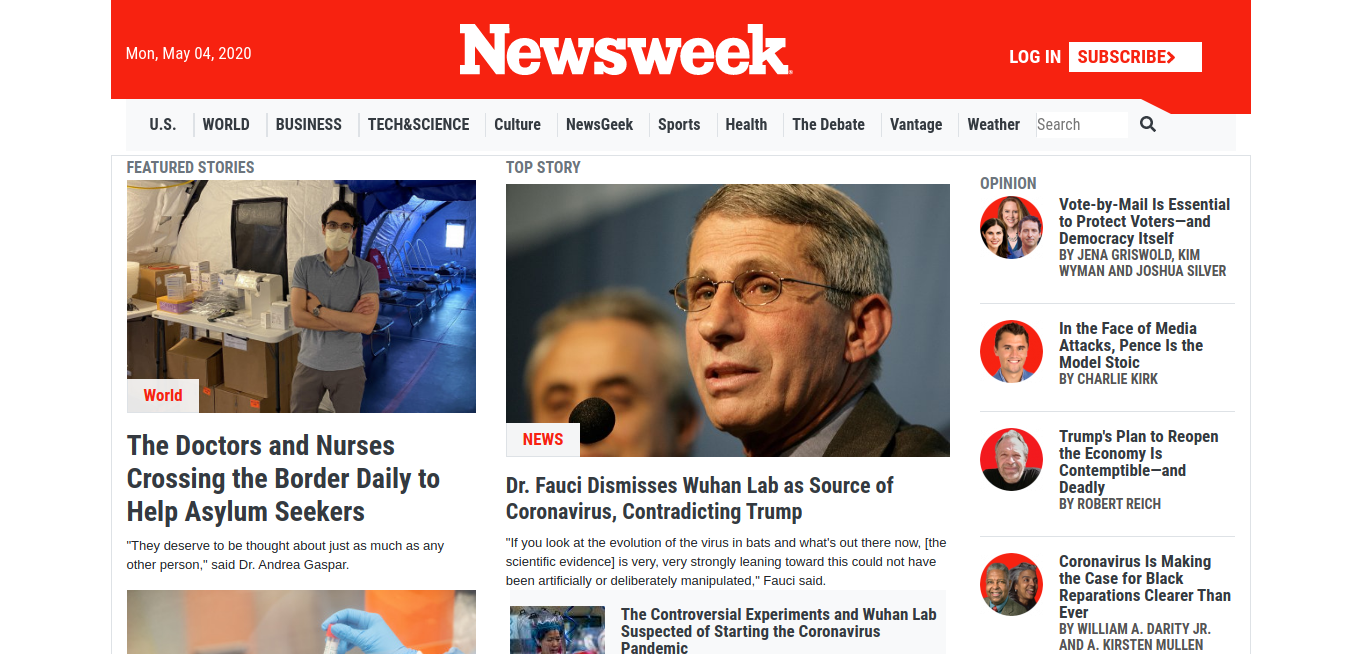 Mon, May 04, 2020
Newsweek
LOG IN
SUBSCRIBE
U.S.
WORLD
BUSINESS
TECH&SCIENCE
Culture
NewsGeek
Sports
Health
The Debate
Vantage
Weather
Search
FEATURED STORIES
World
The Doctors and Nurses
Crossing the Border Daily to
Help Asylum Seekers
"They deserve to be thought about just as much as any
other person," said Dr. Andrea Gaspar.
TOP STORY
NEWS
Dr. Fauci Dismisses Wuhan Lab as Source of
Coronavirus, Contradicting Trump
"If you look at the evolution of the virus in bats and what's out there now, [the
scientific evidence] is very, very strongly leaning toward this could not have
been artificially or deliberately manipulated," Fauci said.
The Controversial Experiments and Wuhan Lab
Suspected of Starting the Coronavirus
Pandemic
OPINION
Vote-by-Mail Is Essential
to Protect Voters—and
Democracy Itself
BY JENA GRISWOLD, KIM
WYMAN AND JOSHUA SILVER
In the Face of Media
Attacks, Pence Is the
Model Stoic
BY CHARLIE KIRK
Trump's Plan to Reopen
the Economy Is
Contemptible—and
Deadly
BY ROBERT REICH
Coronavirus Is Making
the Case for Black
Reparations Clearer Than
Ever
BY WILLIAM A. DARITY JR.
AND A. KIRSTEN MULLEN